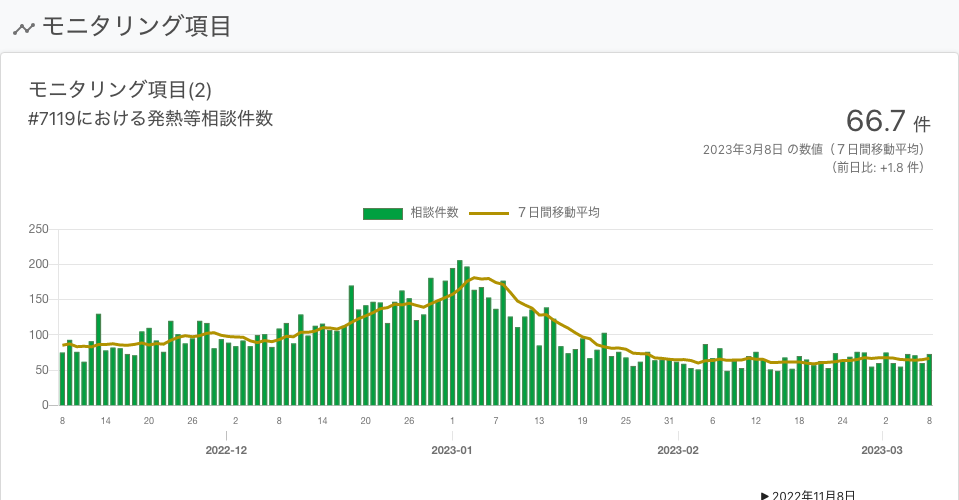 モニタリング項目
モニタリング項目(2)
#7119における発熱等相談件数
66.7 件
2023年3月8日 の数値（７日間移動平均）
（前日比: +1.8 件）
相談件数 ７日間移動平均
250
200
150
100
50
0
8 14 20 26 2 8 14 20 26 1 7 13 19 25 31 6 12 18 24 2 8
2022-12 2023-01 2023-02 2023-03
▶ 2022年11月8日